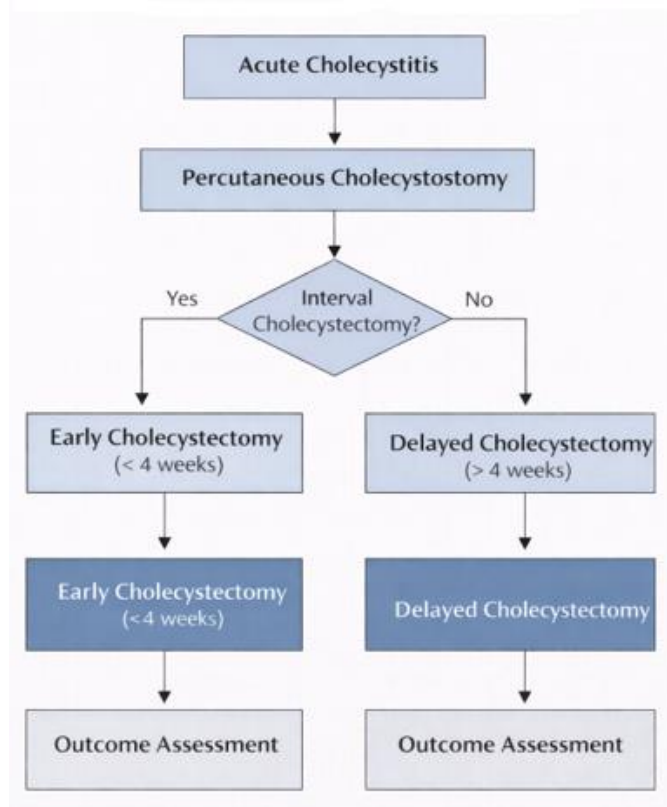 Acute Cholecystitis
Percutaneous Cholecystostomy
Interval
Cholecystectomy?
Yes
No
Early Cholecystectomy
(< 4 weeks)
Delayed Cholecystectomy
(> 4 weeks)
Early Cholecystectomy
(<4 weeks)
Delayed Cholecystectomy
Outcome Assessment
Outcome Assessment